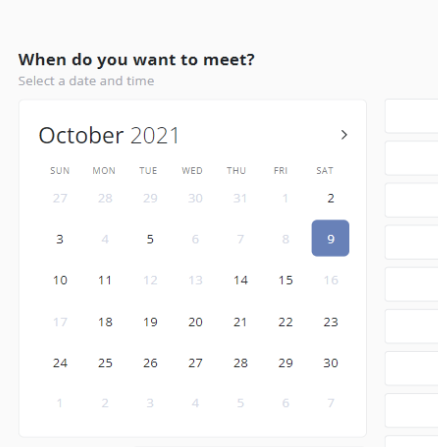 When do you want to meet?
Select a date and time
October 2021 >
SUN MON TUE WED THU FRI SAT
27 28 29 30 31 1 2
3 4 5 6 7 8 9
10 11 12 13 14 15 16
17 18 19 20 21 22 23
24 25 26 27 28 29 30
1 2 3 4 5 6 7